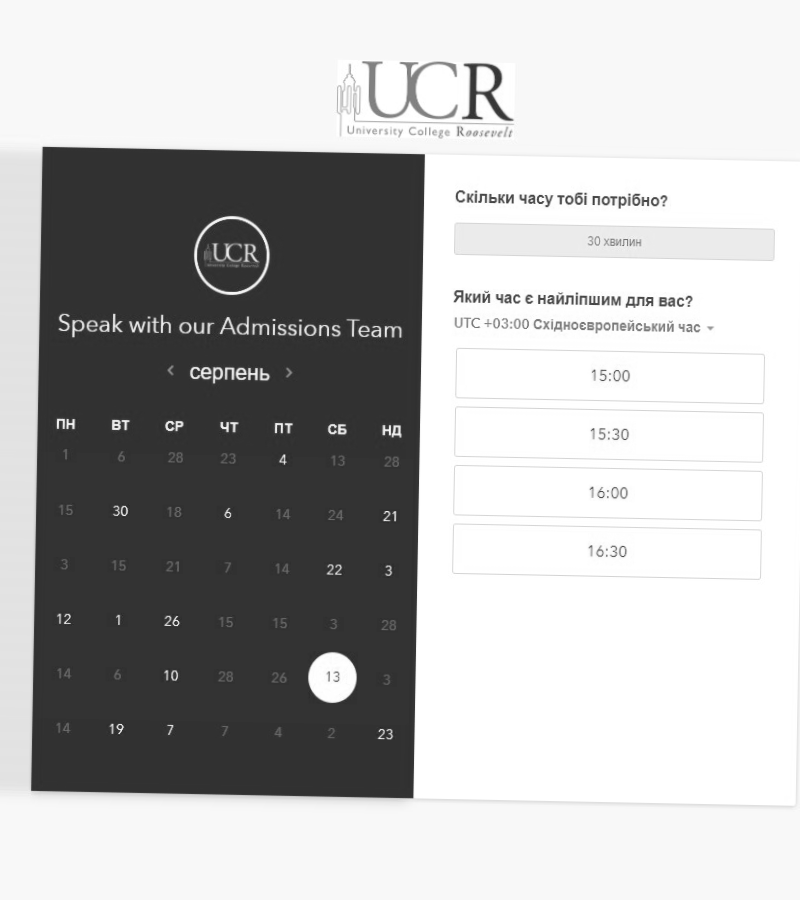 UCR
University College Roosevelt
UCR
University College Roosevelt
Speak with our Admissions Team
серпень
ПН ВТ СР ЧТ ПТ СБ НД
1 6 28 23 4 13 28
15 30 18 6 14 24 21
3 15 21 7 14 22 3
12 1 26 15 15 3 28
14 6 10 28 26 13 3
14 19 7 7 4 2 23
Скільки часу тобі потрібно?
30 хвилин
Який час є найліпшим для вас?
UTC +03:00 Східноєвропейський час
15:00
15:30
16:00
16:30